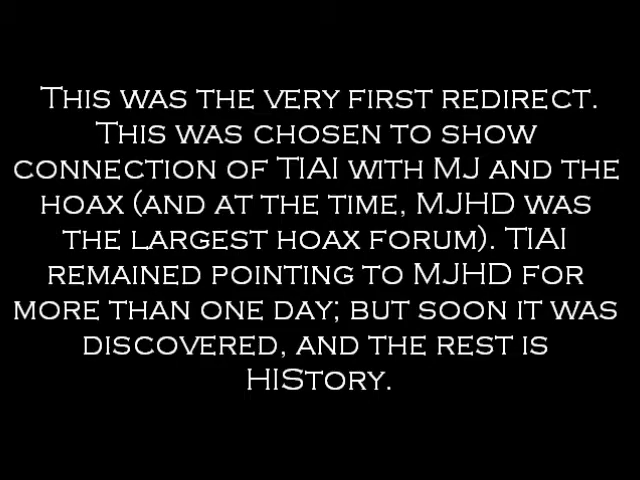 This was the very first redirect.
This was chosen to show
connection of TIAI with MJ and the
hoax (and at the time, MJHD was
the largest hoax forum). TIAI
remained pointing to MJHD for
more than one day; but soon it was
discovered, and the rest is
HIStory.